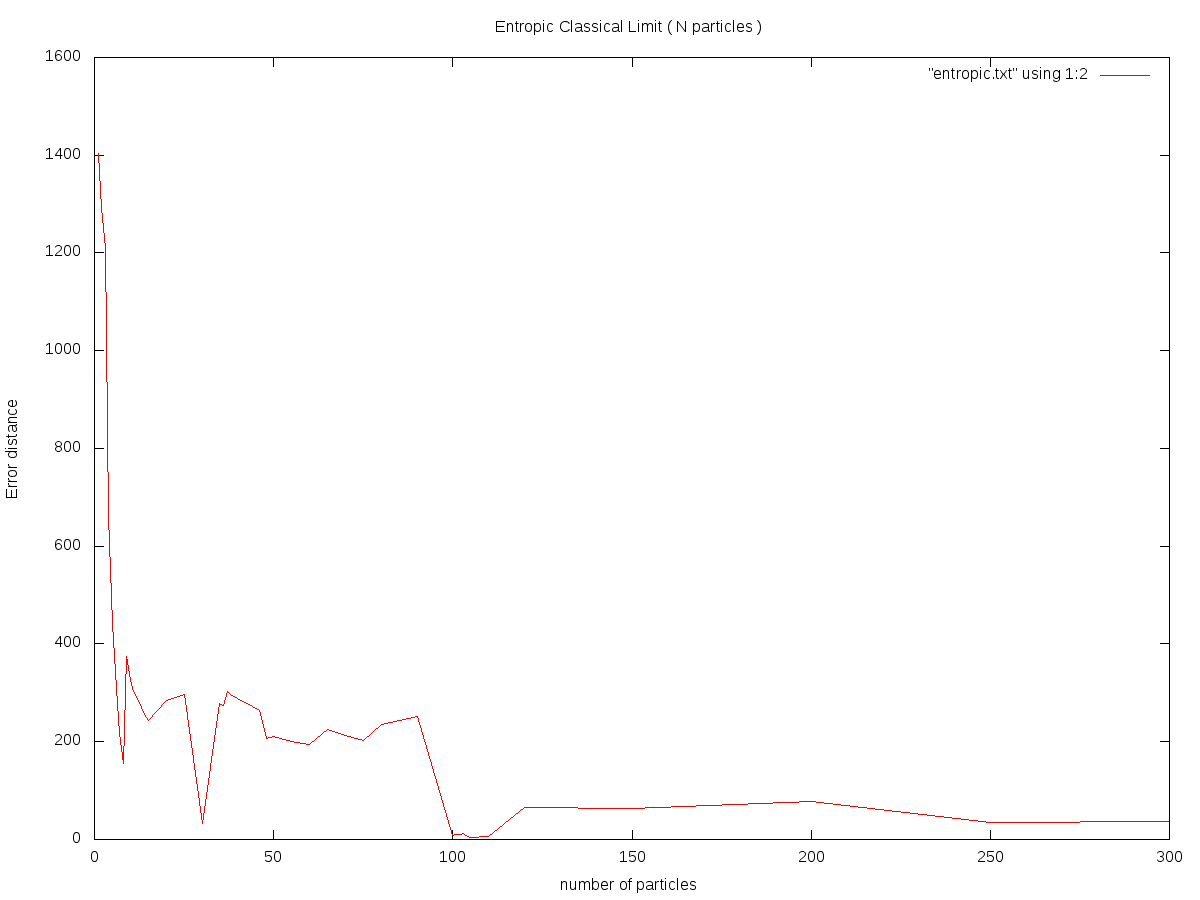 Entropic Classical Limit ( N particles )
"entropic.txt" using 1:2
1600
1400
1200
1000
800
600
400
200
0
Error distance
0 50 100 150 200 250 300
number of particles